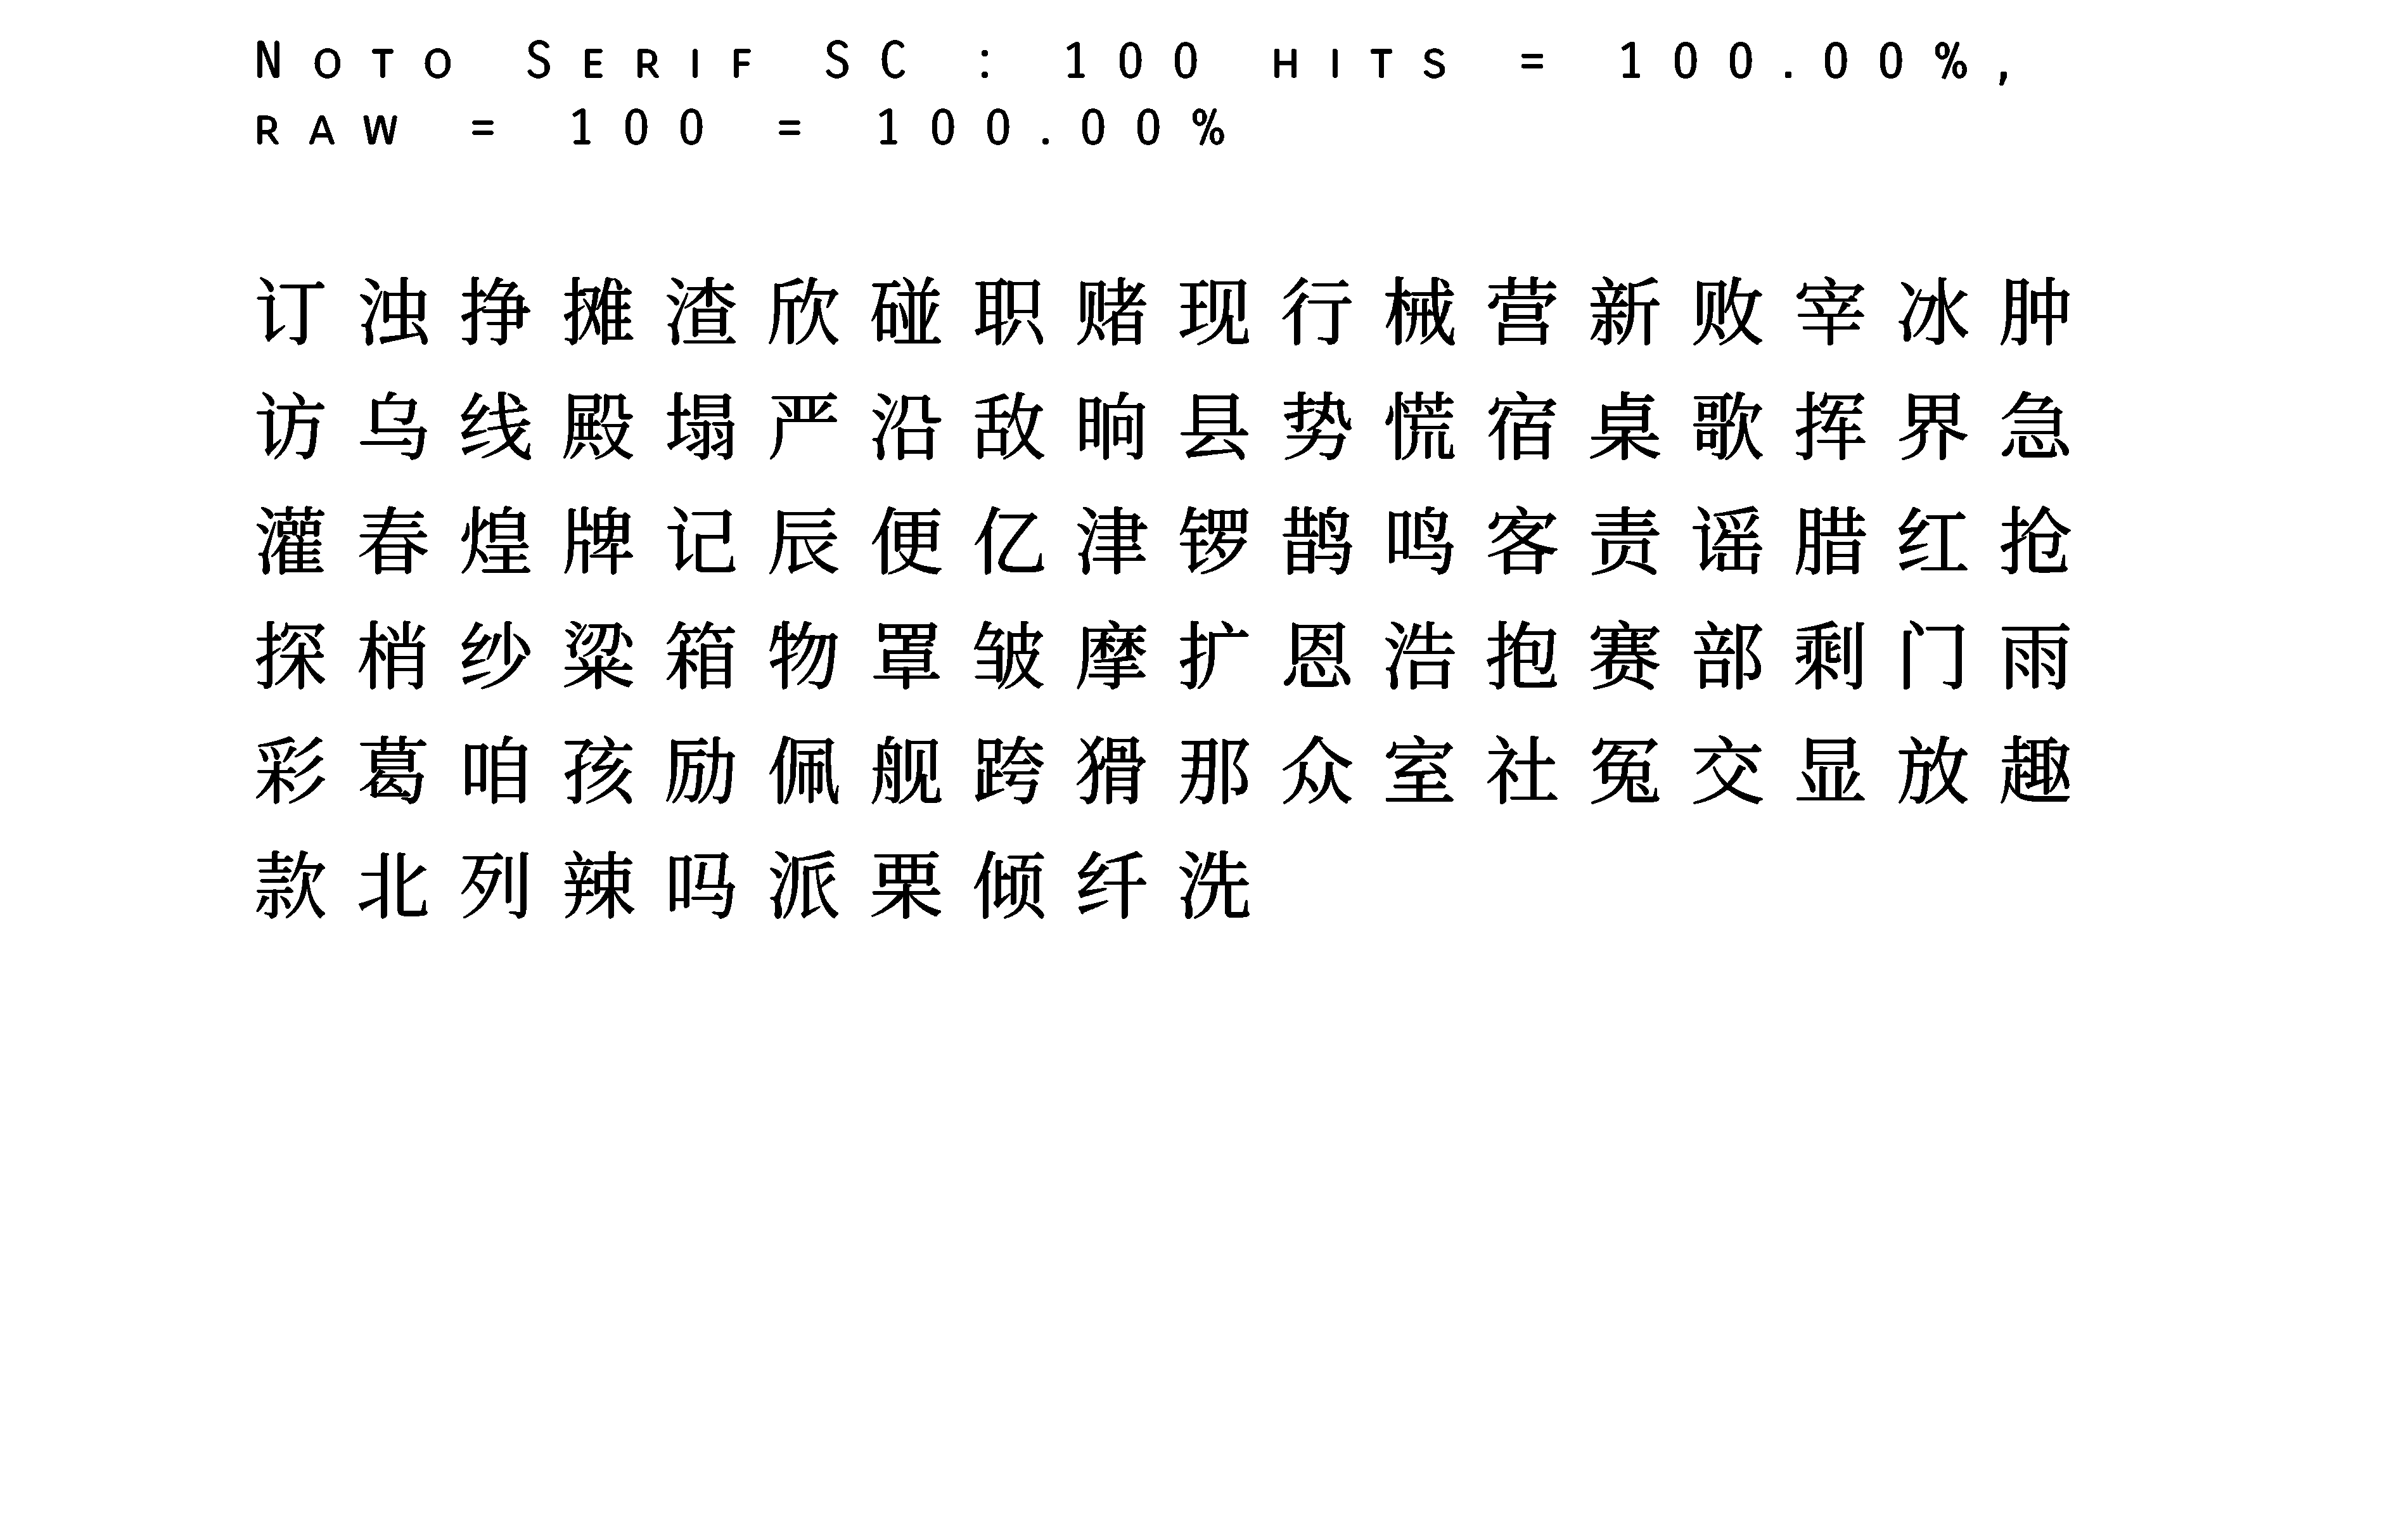 Noto Serif SC : 100 hits = 100.00%,
raw = 100 = 100.00%
订浊挣摊渣欣碰职赌现行械营新败宰冰肿
访乌线殿塌严沿敌晌县势慌宿桌歌挥界急
灌春煌牌记辰便亿津锣鹊鸣客责谣腊红抢
探梢纱梁箱物罩皱摩扩恩浩抱赛部剩门雨
彩葛咱孩励佩舰跨猾那众室社冤交显放趣
款北列辣吗派栗倾纤洗